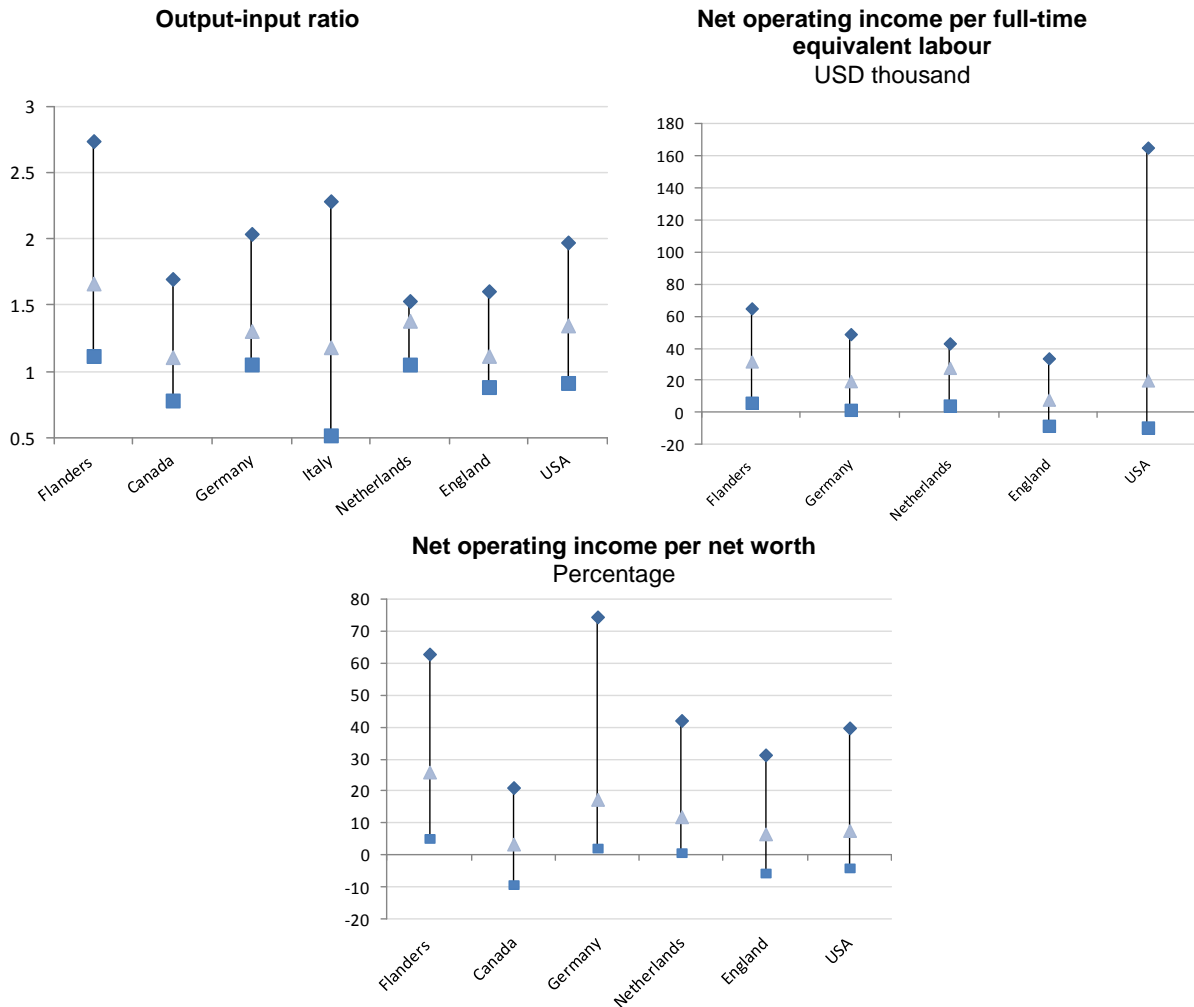 Output-input ratio
3
2.5
2
1.5
1
0.5
Flanders
Canada
Germany
Italy
Netherlands
England
USA
Net operating income per full-time
equivalent labour
USD thousand
180
160
140
120
100
80
60
40
20
0
-20
Flanders
Germany
Netherlands
England
USA
Net operating income per net worth
Percentage
80
70
60
50
40
30
20
10
0
-10
-20
Flanders
Canada
Germany
Netherlands
England
USA